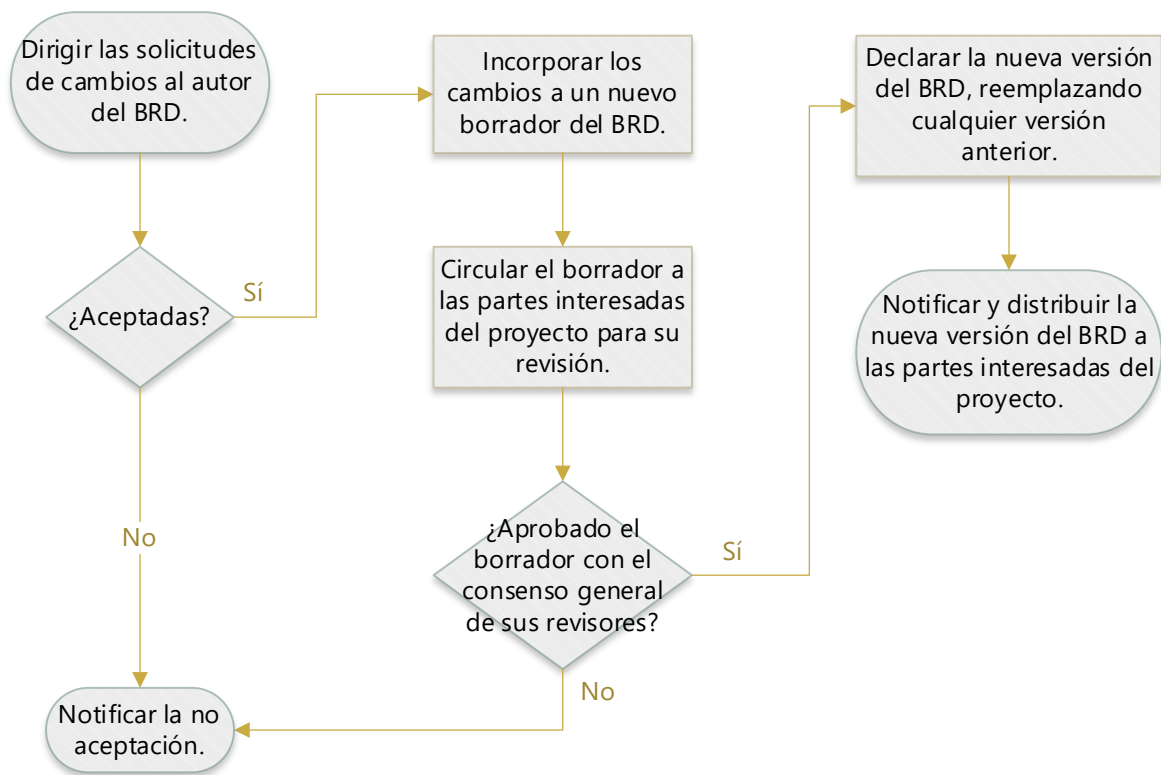 Dirigir las solicitudes
de cambios al autor
del BRD.
¿Aceptadas?
Sí
No
Notificar la no
aceptación.
Incorporar los
cambios a un nuevo
borrador del BRD.
Circular el borrador a
las partes interesadas
del proyecto para su
revisión.
¿Aprobado el
borrador con el
consenso general
de sus revisores?
Sí
No
Declarar la nueva versión
del BRD, reemplazando
cualquier versión
anterior.
Notificar y distribuir la
nueva versión del BRD a
las partes interesadas del
proyecto.